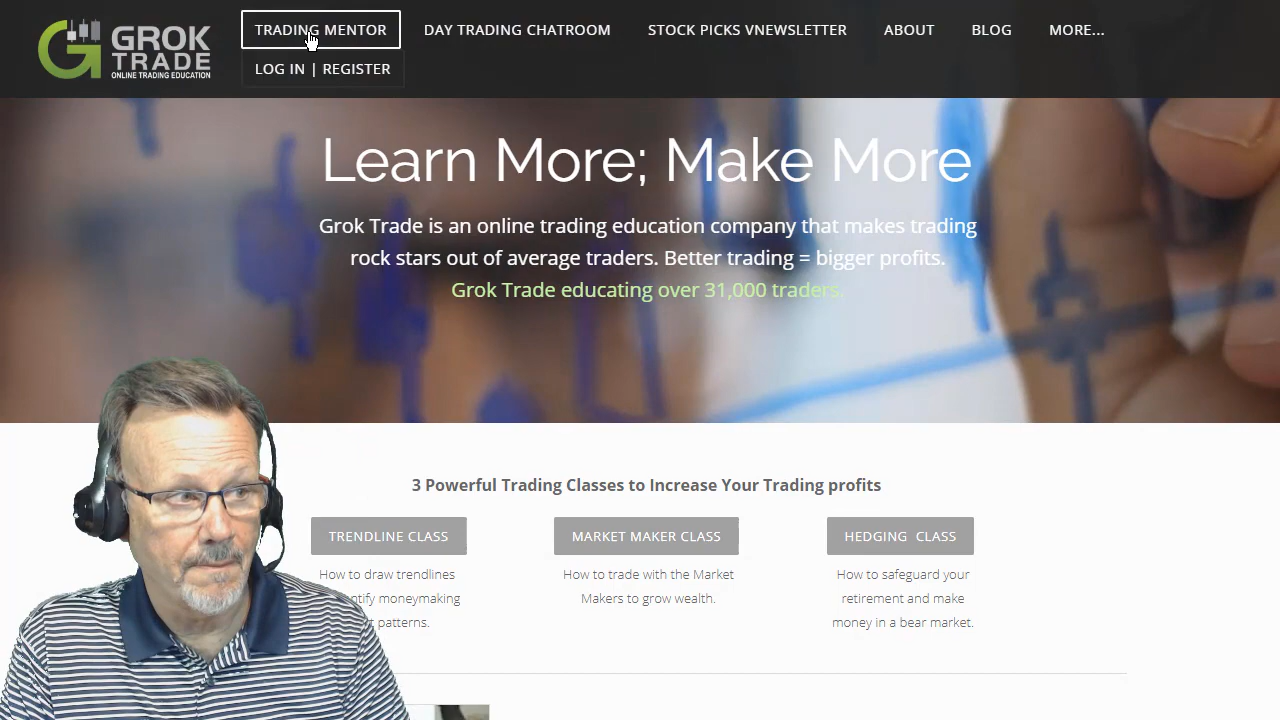 GROK
TRADE
ONLINE TRADING EDUCATION
TRADING MENTOR
DAY TRADING CHATROOM
STOCK PICKS VNEWSLETTER
ABOUT
BLOG
MORE...
LOG IN | REGISTER
Learn More; Make More
Grok Trade is an online trading education company that makes trading
rock stars out of average traders. Better trading = bigger profits.
Grok Trade educating over 31,000 traders.
3 Powerful Trading Classes to Increase Your Trading profits
TRENDLINE CLASS
How to draw trendlines
moneymaking
patterns.
MARKET MAKER CLASS
How to trade with the Market
Makers to grow wealth.
HEDGING CLASS
How to safeguard your
retirement and make
money in a bear market.